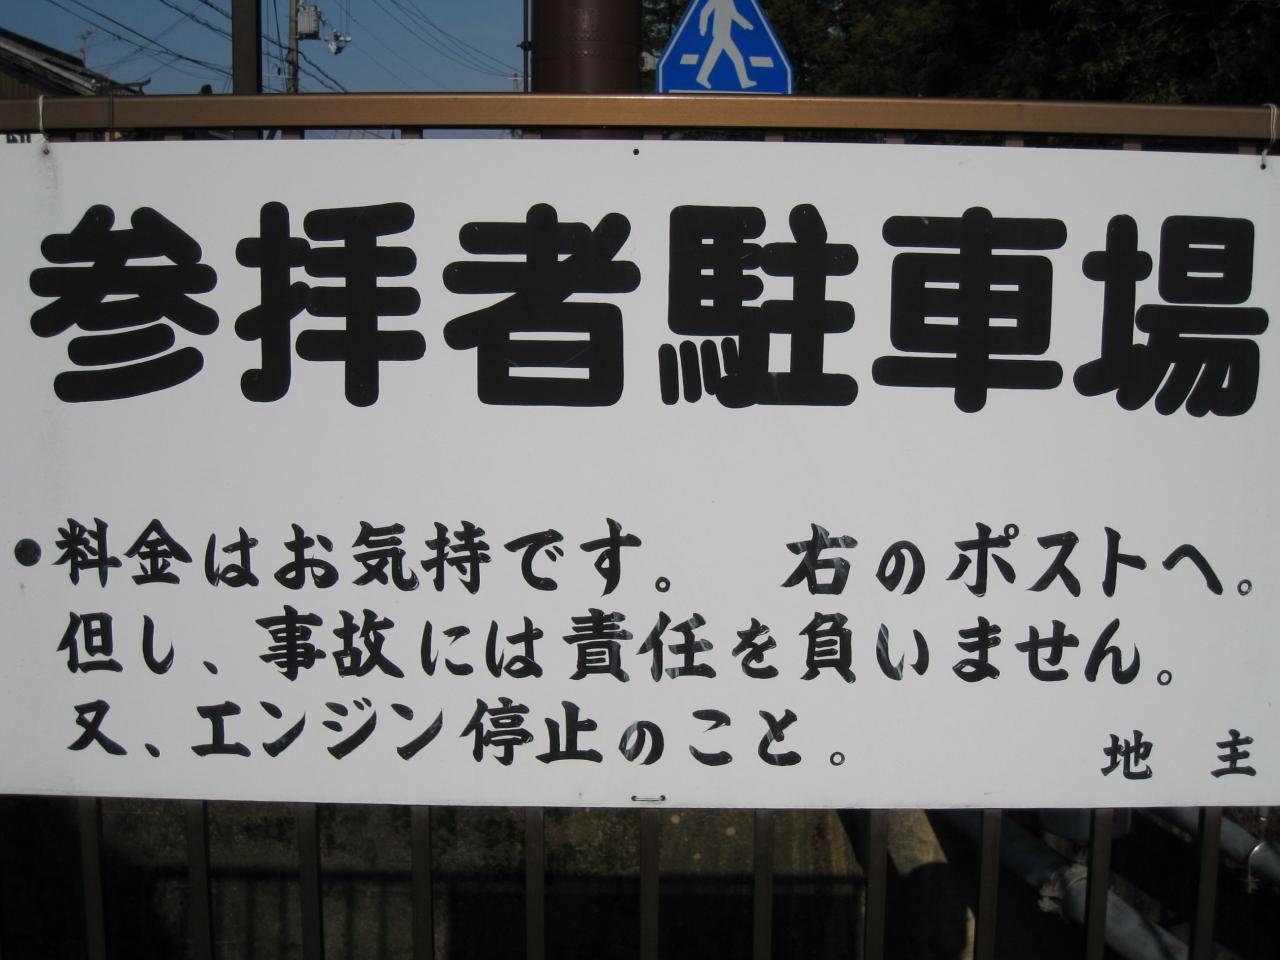 参拝者駐車場
●料金はお気持です。　右のポストへ。
但し、事故には責任を負いません。
又、エンジン停止のこと。
地　主